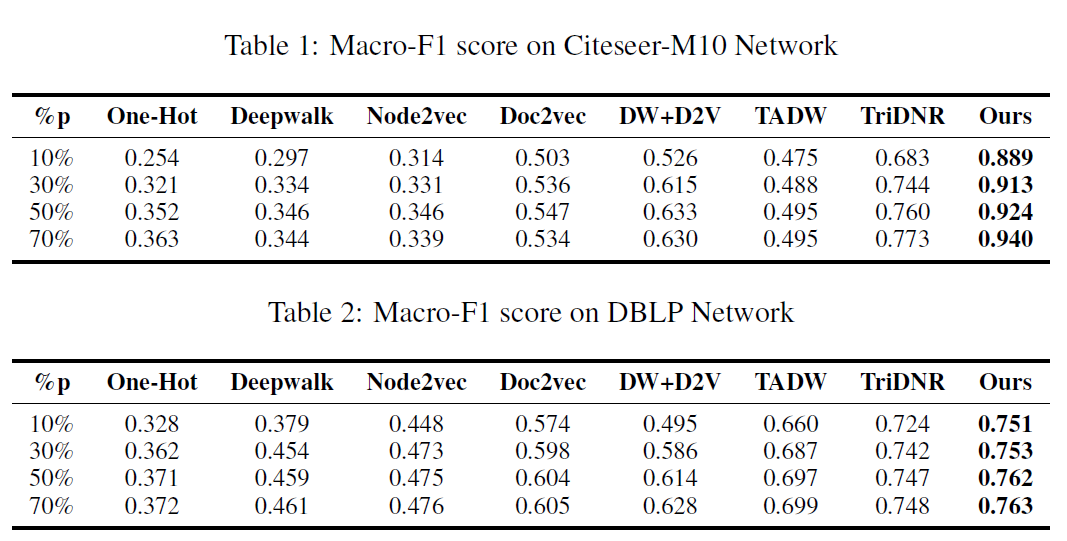 Table 1: Macro-F1 score on Citeseer-M10 Network
%p One-Hot Deepwalk Node2vec Doc2vec DW+D2V TADW TriDNR Ours
10% 0.254 0.297 0.314 0.503 0.526 0.475 0.683 0.889
30% 0.321 0.334 0.331 0.536 0.615 0.488 0.744 0.913
50% 0.352 0.346 0.346 0.547 0.633 0.495 0.760 0.924
70% 0.363 0.344 0.339 0.534 0.630 0.495 0.773 0.940
Table 2: Macro-F1 score on DBLP Network
%p One-Hot Deepwalk Node2vec Doc2vec DW+D2V TADW TriDNR Ours
10% 0.328 0.379 0.448 0.574 0.495 0.660 0.724 0.751
30% 0.362 0.454 0.473 0.598 0.586 0.687 0.742 0.753
50% 0.371 0.459 0.475 0.604 0.614 0.697 0.747 0.762
70% 0.372 0.461 0.476 0.605 0.628 0.699 0.748 0.763